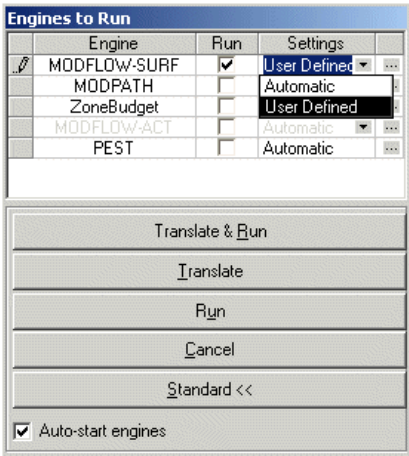 Engines to Run
Engine Run Settings
MODFLOW-SURF User Defined
MODPATH Automatic
ZoneBudget User Defined
MODFLOW-ACT Automatic
PEST Automatic
Translate & Run
Translate
Run
Cancel
Standard <<
Auto-start engines